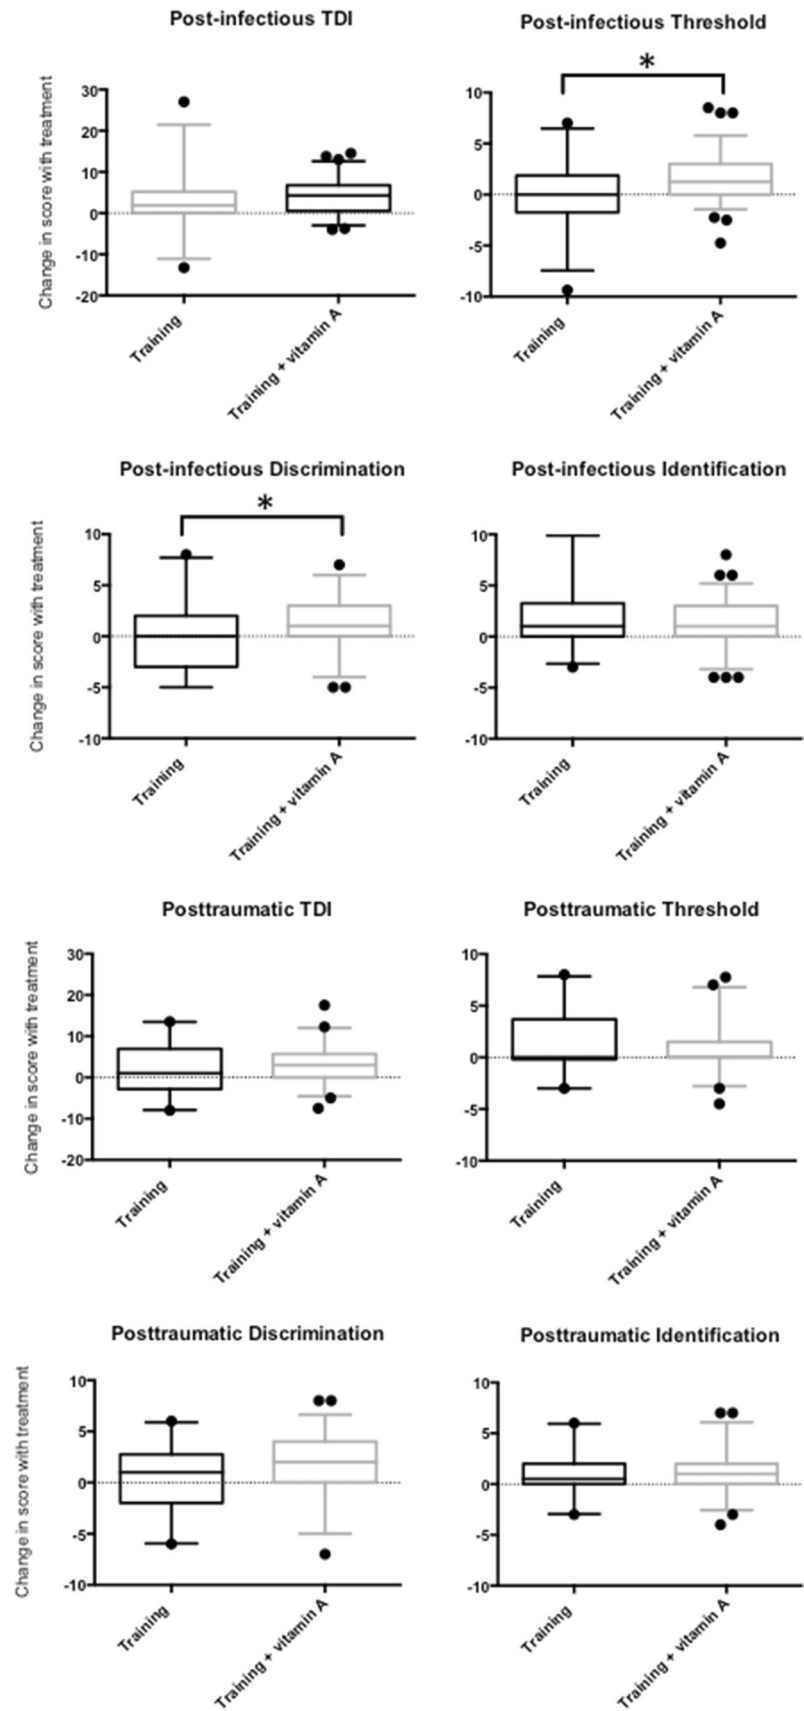 Post-infectious TDI
Change in score with treatment
30
20
10
0
-10
-20
Training
Training + vitamin A
Post-infectious Threshold
*
10
5
0
-5
-10
Training
Training + vitamin A
Post-infectious Discrimination
*
Change in score with treatment
10
5
0
-5
-10
Training
Training + vitamin A
Post-infectious Identification
10
5
0
-5
-10
Training
Training + vitamin A
Posttraumatic TDI
Change in score with treatment
30
20
10
0
-10
-20
Training
Training + vitamin A
Posttraumatic Threshold
10
5
0
-5
-10
Training
Training + vitamin A
Posttraumatic Discrimination
Change in score with treatment
10
5
0
-5
-10
Training
Training + vitamin A
Posttraumatic Identification
10
5
0
-5
-10
Training
Training + vitamin A